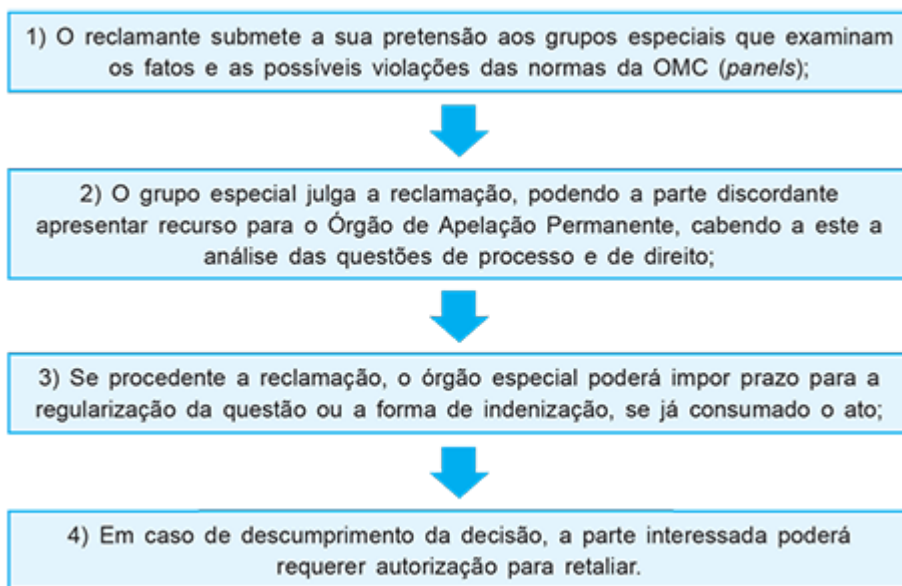 1) O reclamante submete a sua pretensão aos grupos especiais que examinam
os fatos e as possíveis violações das normas da OMC (panels);
2) O grupo especial julga a reclamação, podendo a parte discordante
apresentar recurso para o Órgão de Apelação Permanente, cabendo a este a
análise das questões de processo e de direito;
3) Se procedente a reclamação, o órgão especial poderá impor prazo para a
regularização da questão ou a forma de indenização, se já consumado o ato;
4) Em caso de descumprimento da decisão, a parte interessada poderá
requerer autorização para retaliar.